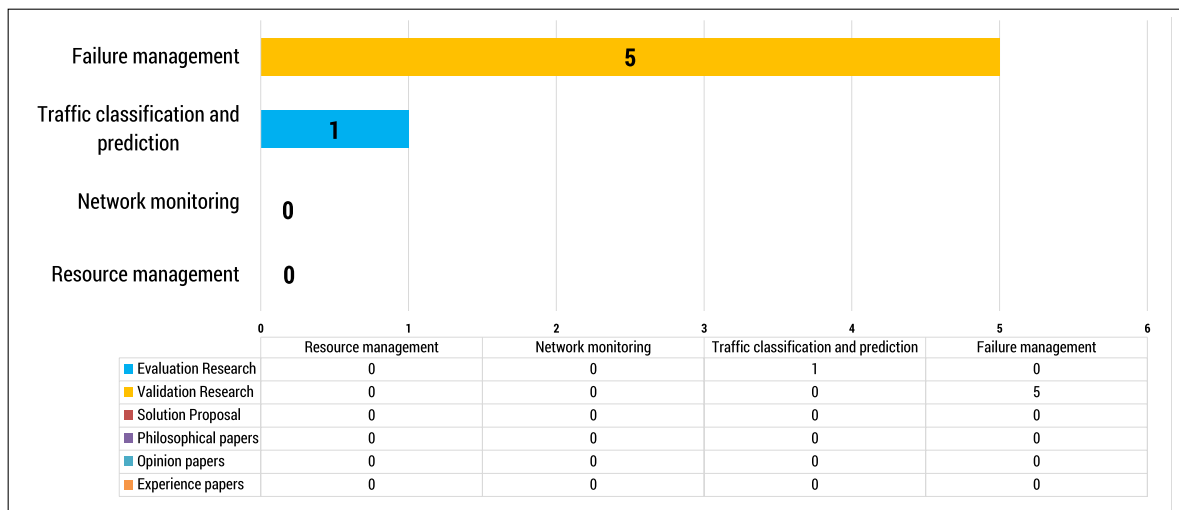 Failure management
5
Traffic classification and
prediction
1
Network monitoring
0
Resource management
0
0 1 2 3 4 5 6
Resource management Network monitoring Traffic classification and prediction Failure management
Evaluation Research 0 0 1 0
Validation Research 0 0 0 5
Solution Proposal 0 0 0 0
Philosophical papers 0 0 0 0
Opinion papers 0 0 0 0
Experience papers 0 0 0 0